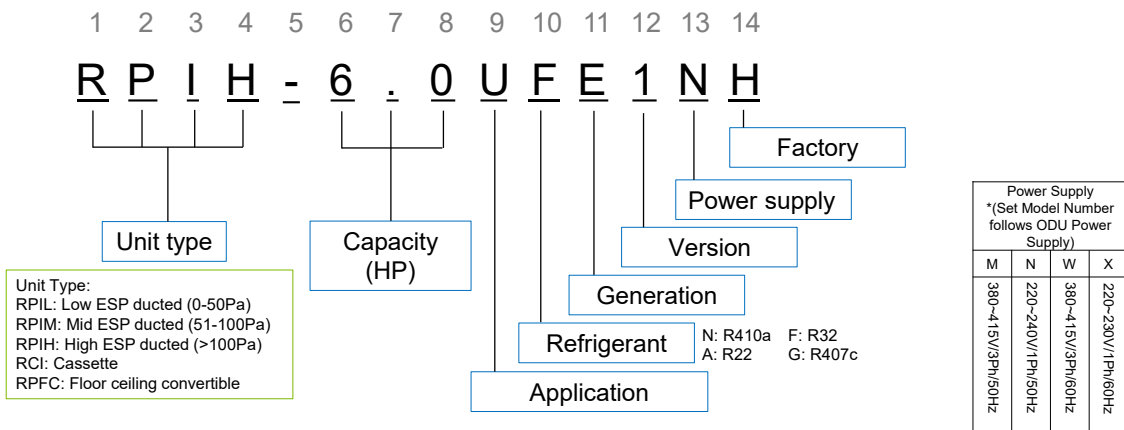 1 2 3 4 5 6 7 8 9 10 11 12 13 14
R P I H - 6 . 0 U F E 1 N H
Factory
Power supply
Version
Generation
Refrigerant
N: R410a F: R32
A: R22 G: R407c
Application
Capacity
(HP)
Unit type
Unit Type:
RPIL: Low ESP ducted (0-50Pa)
RPIM: Mid ESP ducted (51-100Pa)
RPIH: High ESP ducted (>100Pa)
RCI: Cassette
RPFC: Floor ceiling convertible
Power Supply
*(Set Model Number
follows ODU Power
Supply)
M N W X
380~415V/3Ph/50Hz
220~240V/1Ph/50Hz
380~415V/3Ph/60Hz
220~230V/1Ph/60Hz